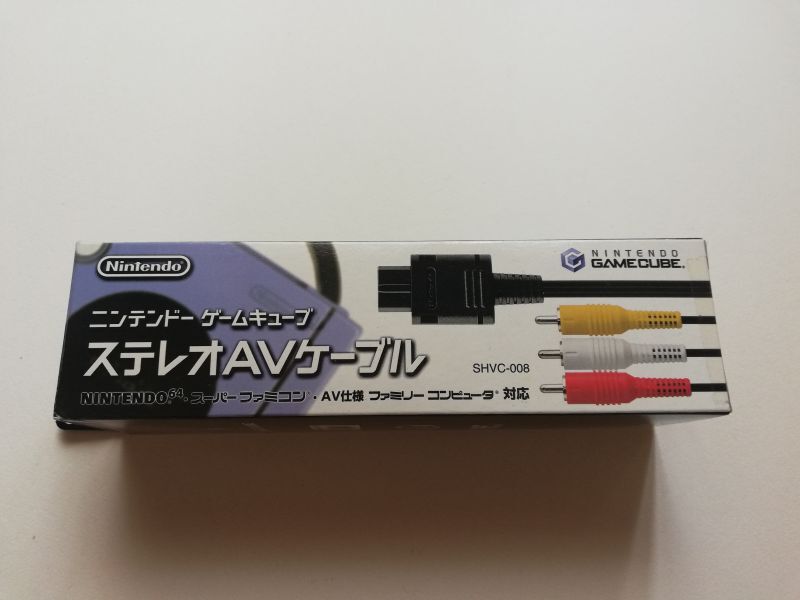 Nintendo®
NINTENDO
GAMECUBE™
ニンテンドー ゲームキューブ
ステレオAVケーブル
SHVC-008
NINTENDO64・スーパーファミコン®・AV仕様 ファミリー コンピュータ® 対応